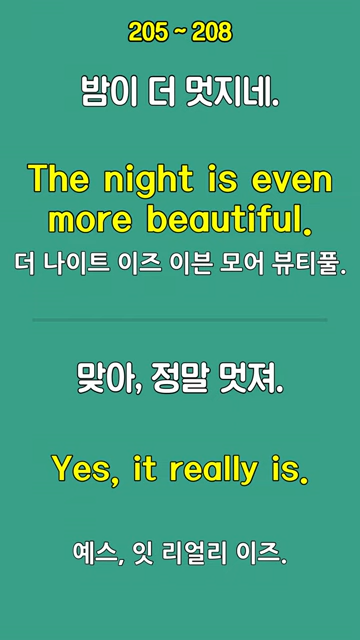 205 ~ 208
밤이 더 멋지네.
The night is even
more beautiful.
더 나이트 이즈 이븐 모어 뷰티풀.
맞아, 정말 멋져.
Yes, it really is.
예스, 잇 리얼리 이즈.